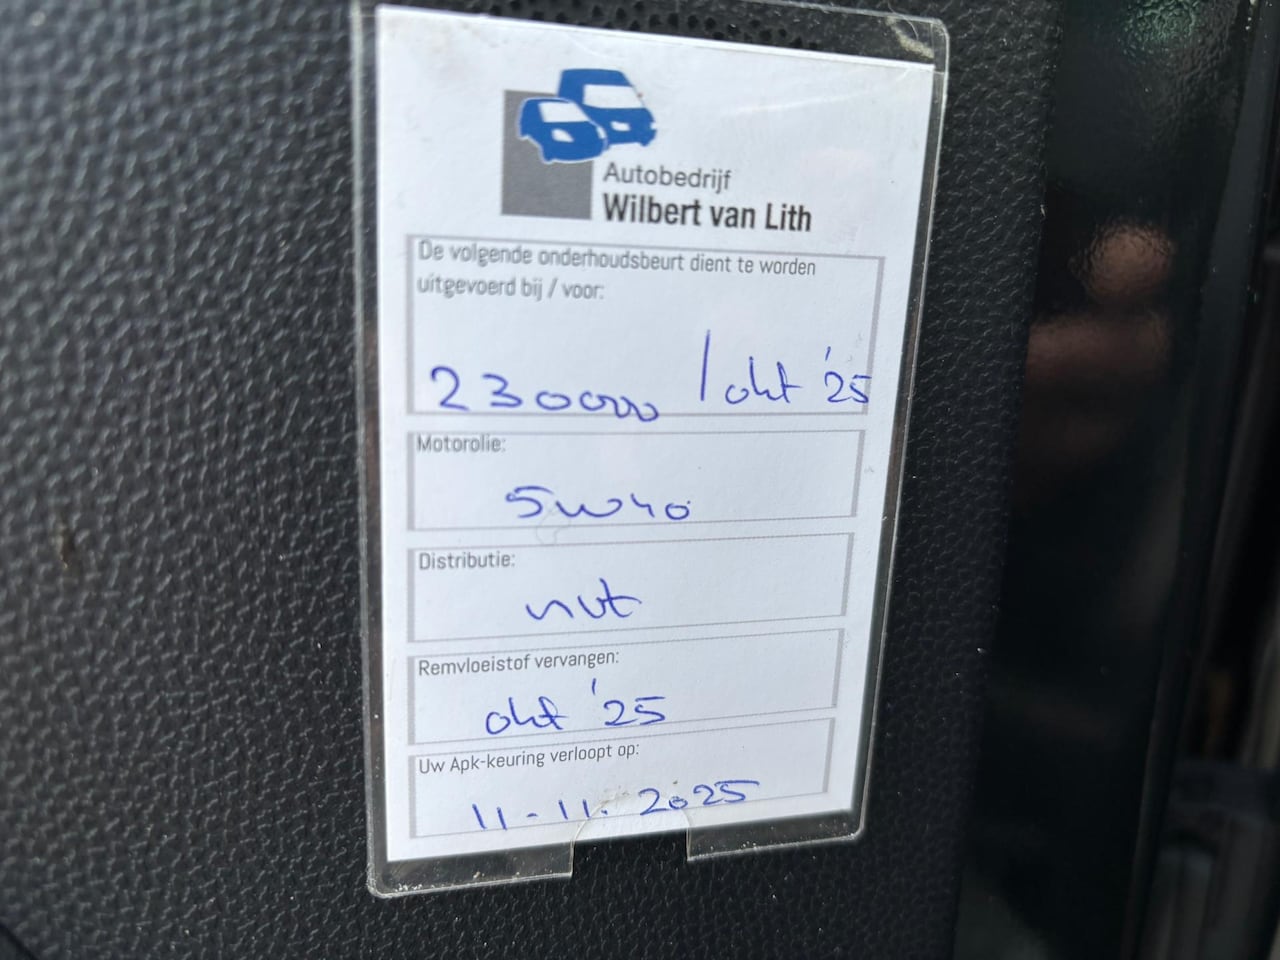 Autobedrijf
Wilbert van Lith
De volgende onderhoudsbeurt dient te worden
uitgevoerd bij / voor:
230000 / okt '25
Motorolie:
5W40
Distributie:
nvt
Remvloeistof vervangen:
okt '25
Uw Apk-keuring verloopt op:
11-11-2025